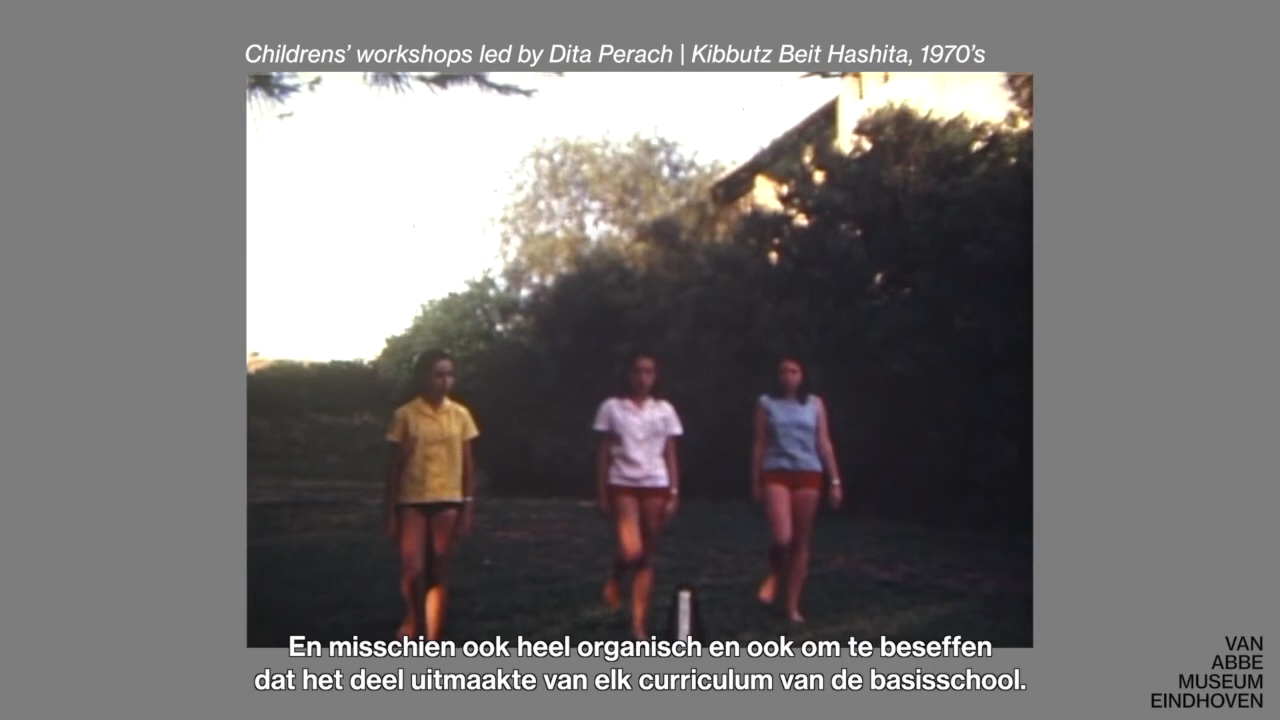 Childrens’ workshops led by Dita Perach | Kibbutz Beit Hashita, 1970’s
En misschien ook heel organisch en ook om te beseffen
dat het deel uitmaakte van elk curriculum van de basisschool.
VAN
ABBE
MUSEUM
EINDHOVEN